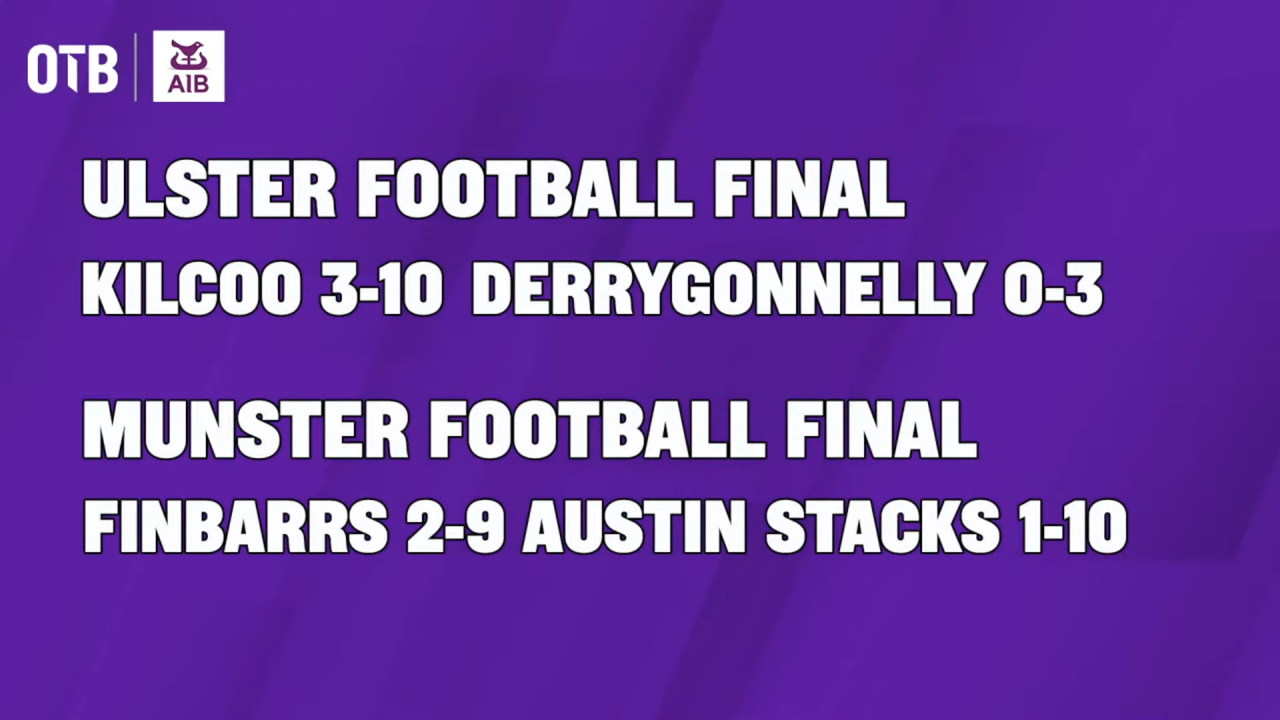 OTB
AIB
ULSTER FOOTBALL FINAL
KILCOO 3-10 DERRYGONNELLY 0-3
MUNSTER FOOTBALL FINAL
FINBARRS 2-9 AUSTIN STACKS 1-10